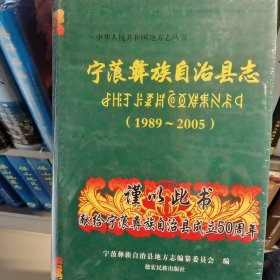 中华人民共和国地方志丛书
宁蒗彝族自治县志
（1989～2005）
谨以此书
献给宁蒗彝族自治县成立50周年
宁蒗彝族自治县地方志编纂委员会 编
德宏民族出版社